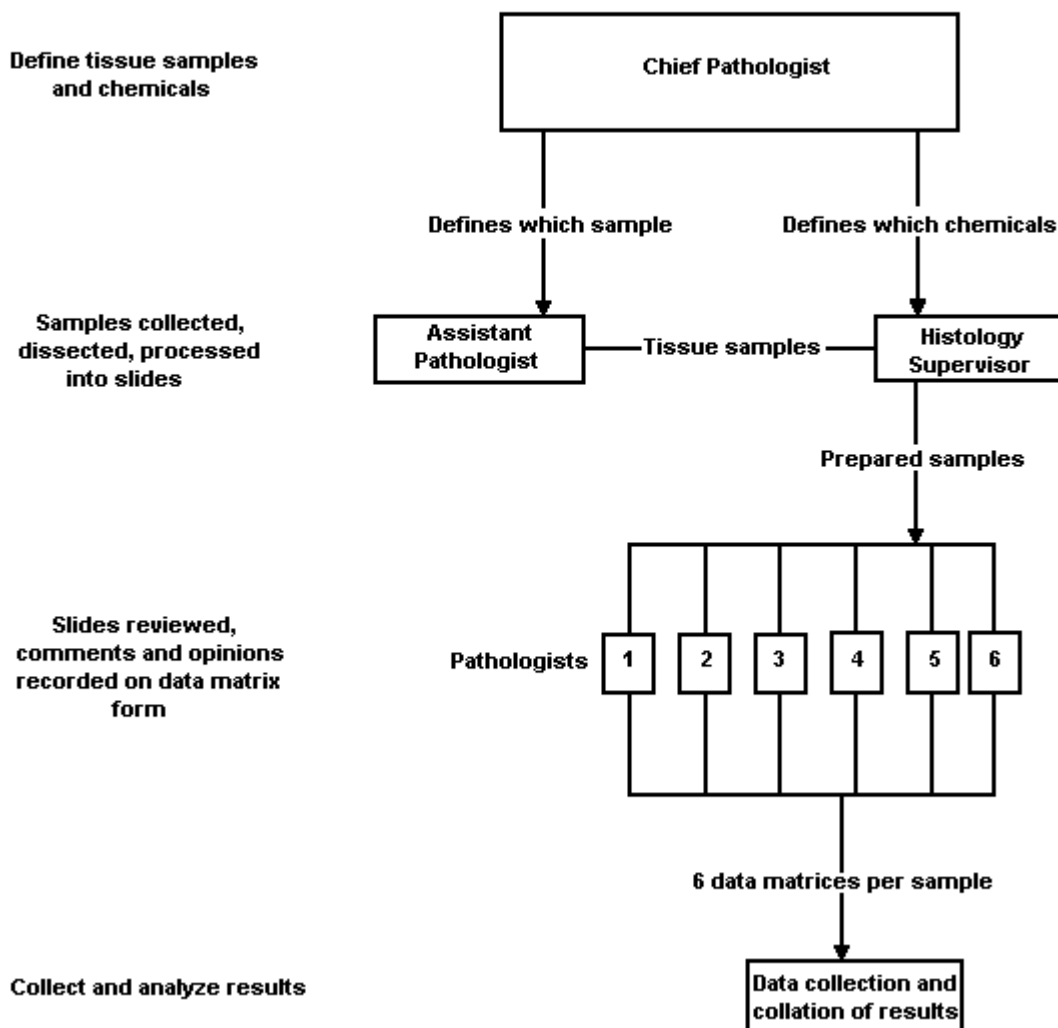 Define tissue samples
and chemicals
Chief Pathologist
Defines which sample
Defines which chemicals
Samples collected,
dissected, processed
into slides
Assistant
Pathologist
Tissue samples
Histology
Supervisor
Prepared samples
Slides reviewed,
comments and opinions
recorded on data matrix
form
Pathologists
1
2
3
4
5
6
6 data matrices per sample
Collect and analyze results
Data collection and
collation of results